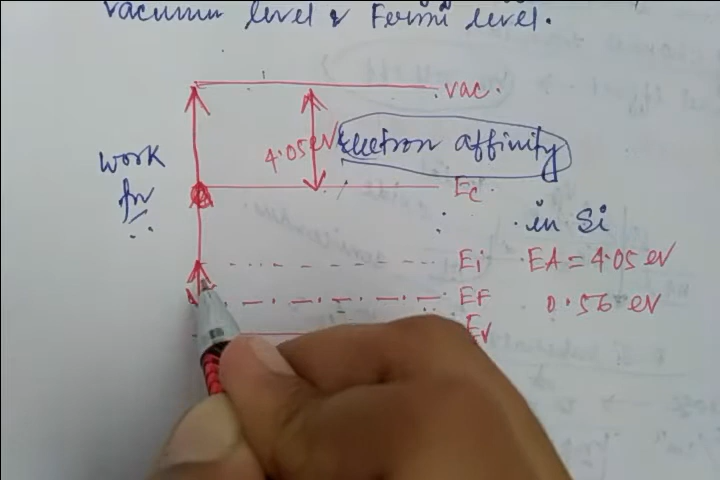 Vacuum level & Fermi level.
vac.
work
fn
4.05eV
Electron affinity
Ec
in Si
Ei EA = 4.05 eV
EF 0.56 eV
Ev